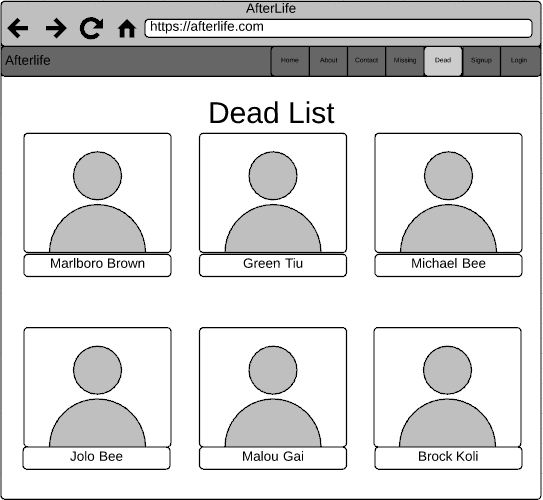 AfterLife
https://afterlife.com
Afterlife Home About Contact Missing Dead Signup Login
Dead List
Marlboro Brown Green Tiu Michael Bee
Jolo Bee Malou Gai Brock Koli